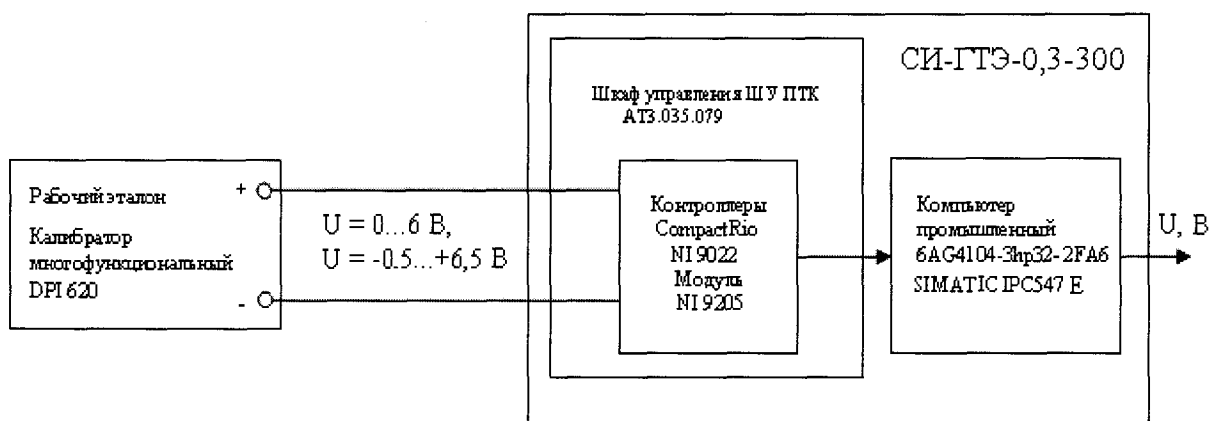 СИ-ГТЭ-0,3-300
Шкаф управления ШУ ПТК
АТ3.035.079
Рабочий эталон
Калибратор
многофункциональный
DPI 620
+
-
U = 0...6 В,
U = -0.5...+6,5 В
Контроллеры
CompactRio
NI 9022
Модуль
NI 9205
Компьютер
промышленный
6AG4104-3hp32-2FA6
SIMATIC IPC547 E
U, В